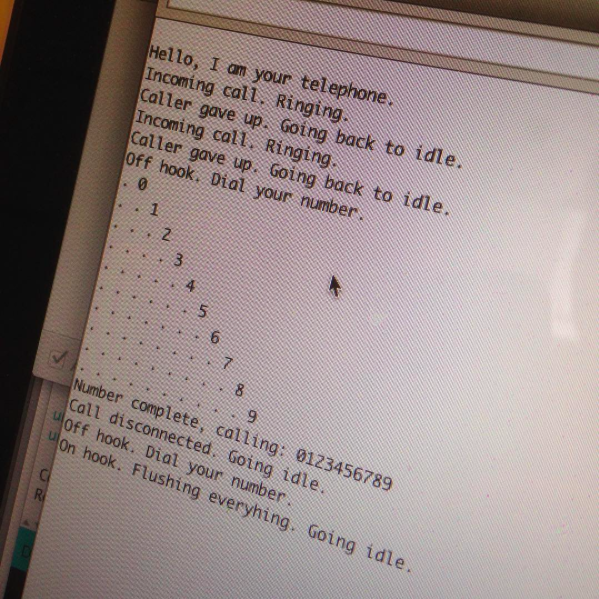 Hello, I am your telephone.
Incoming call. Ringing.
Caller gave up. Going back to idle.
Incoming call. Ringing.
Caller gave up. Going back to idle.
Off hook. Dial your number.
. 0
. . 1
. . . 2
. . . . 3
. . . . . 4
. . . . . . 5
. . . . . . . 6
. . . . . . . . 7
. . . . . . . . . 8
. . . . . . . . . . 9
Number complete, calling: 0123456789
Call disconnected. Going idle.
Off hook. Dial your number.
On hook. Flushing everyhing. Going idle.